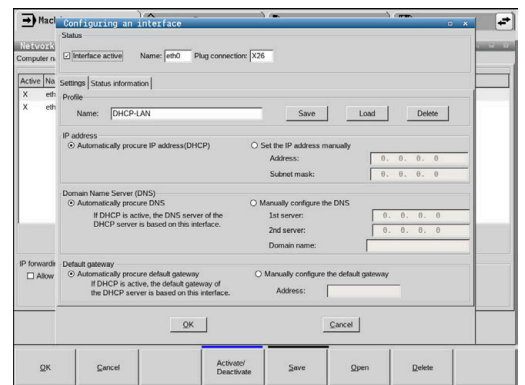 Configuring an interface
Status
Interface active
Name: eth0
Plug connection: X26
Network
Computer
Active
X eth
X eth
IP
Allow
Settings
Status information
Profile
Name: DHCP-LAN
Save
Load
Delete
IP address
Automatically procure IP address(DHCP)
Set the IP address manually
Address: 0. 0. 0. 0
Subnet mask: 0. 0. 0. 0
Domain Name Server (DNS)
Automatically procure DNS
Manually configure the DNS
If DHCP is active, the DNS server of the
DHCP server is based on this interface.
1st server: 0. 0. 0. 0
2nd server: 0. 0. 0. 0
Domain name:
Default gateway
Automatically procure default gateway
Manually configure the default gateway
If DHCP is active, the default gateway of
the DHCP server is based on this interface.
Address:
OK
Cancel
OK
Cancel
Activate/
Deactivate
Save
Open
Delete